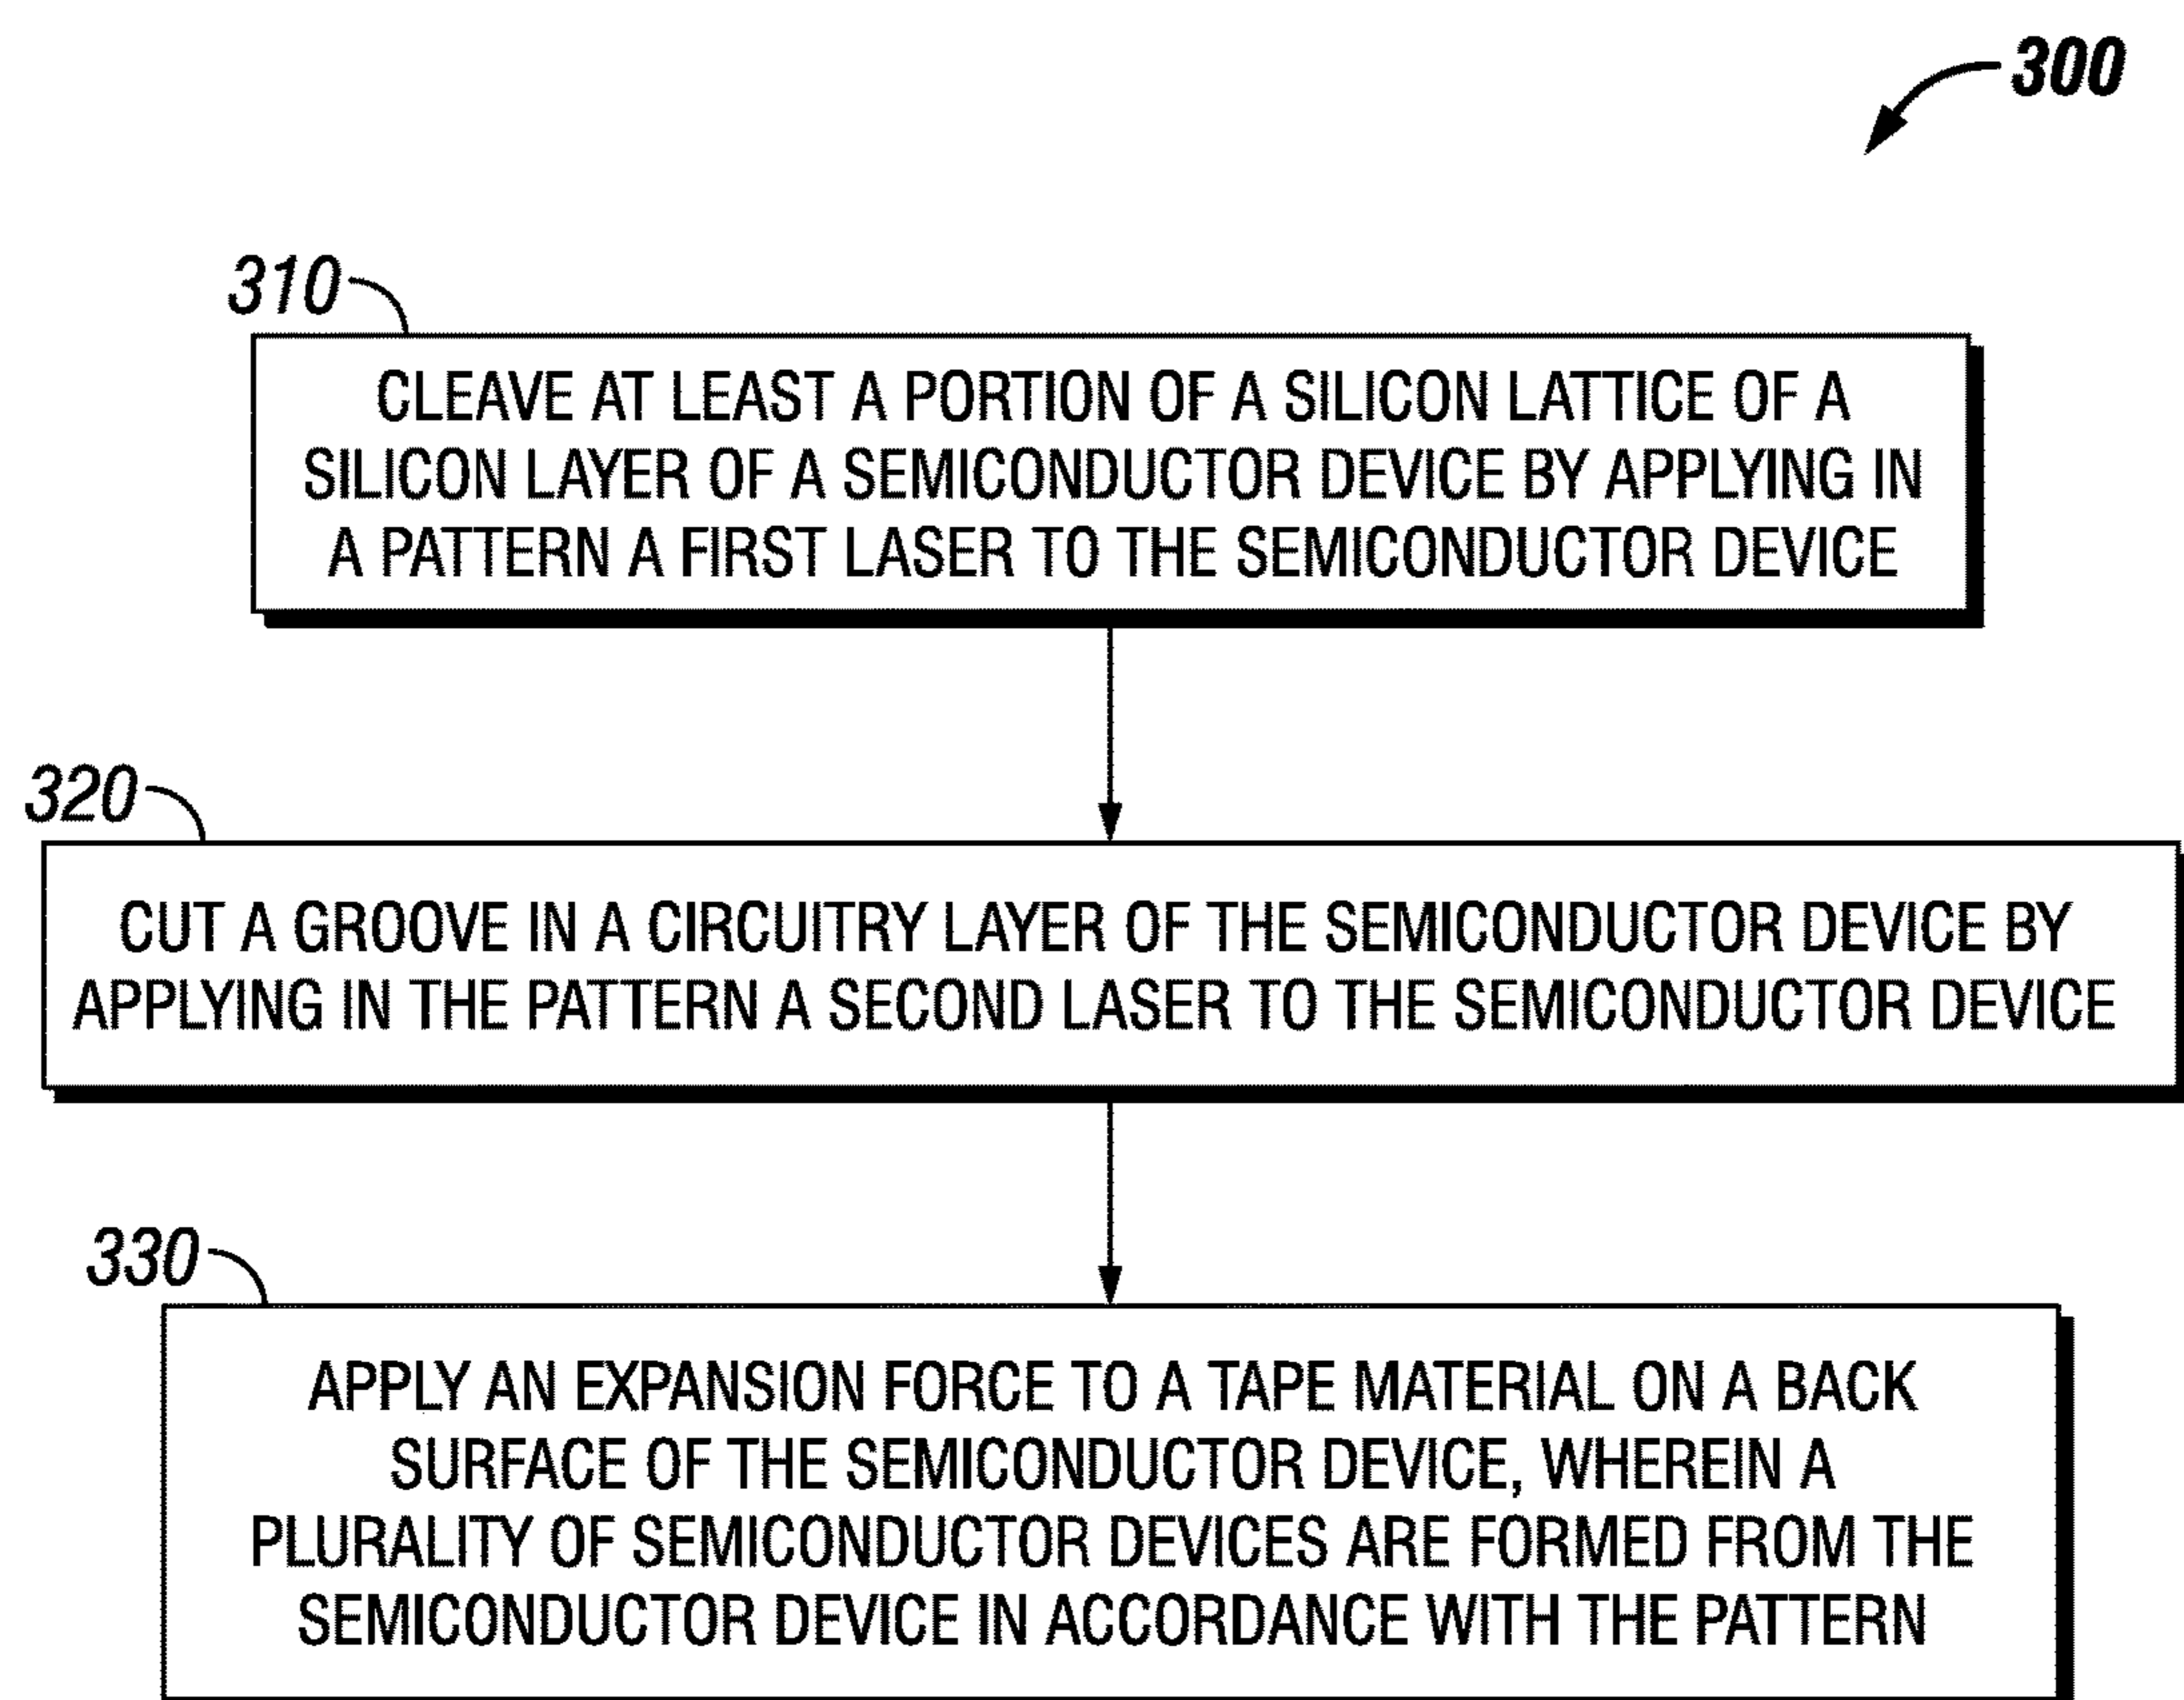 300
310
CLEAVE AT LEAST A PORTION OF A SILICON LATTICE OF A
SILICON LAYER OF A SEMICONDUCTOR DEVICE BY APPLYING IN
A PATTERN A FIRST LASER TO THE SEMICONDUCTOR DEVICE
320
CUT A GROOVE IN A CIRCUITRY LAYER OF THE SEMICONDUCTOR DEVICE BY
APPLYING IN THE PATTERN A SECOND LASER TO THE SEMICONDUCTOR DEVICE
330
APPLY AN EXPANSION FORCE TO A TAPE MATERIAL ON A BACK
SURFACE OF THE SEMICONDUCTOR DEVICE, WHEREIN A
PLURALITY OF SEMICONDUCTOR DEVICES ARE FORMED FROM THE
SEMICONDUCTOR DEVICE IN ACCORDANCE WITH THE PATTERN